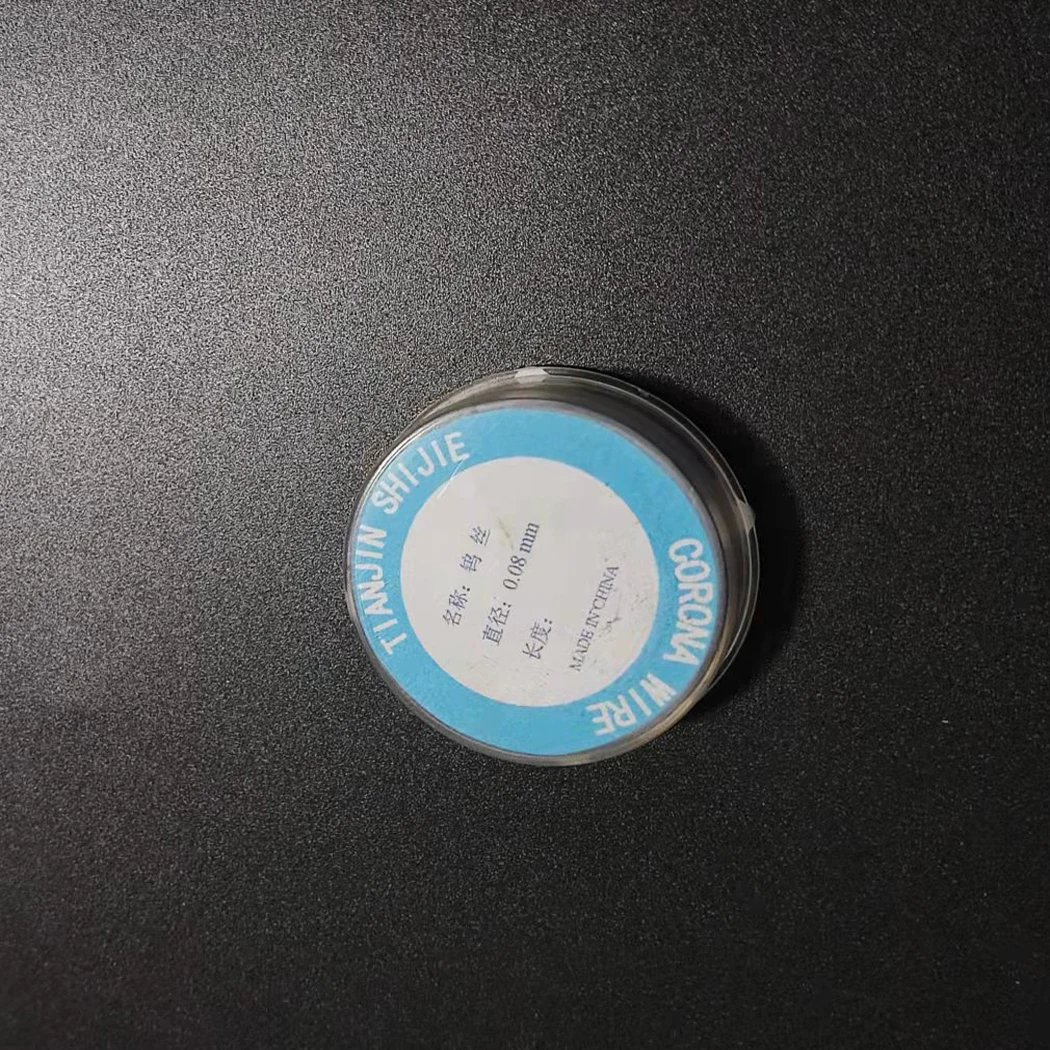 TIANJIN SHIJIE
名称：钨 丝
直径：0.08 mm
长度：
MADE IN CHINA
CORONA WIRE